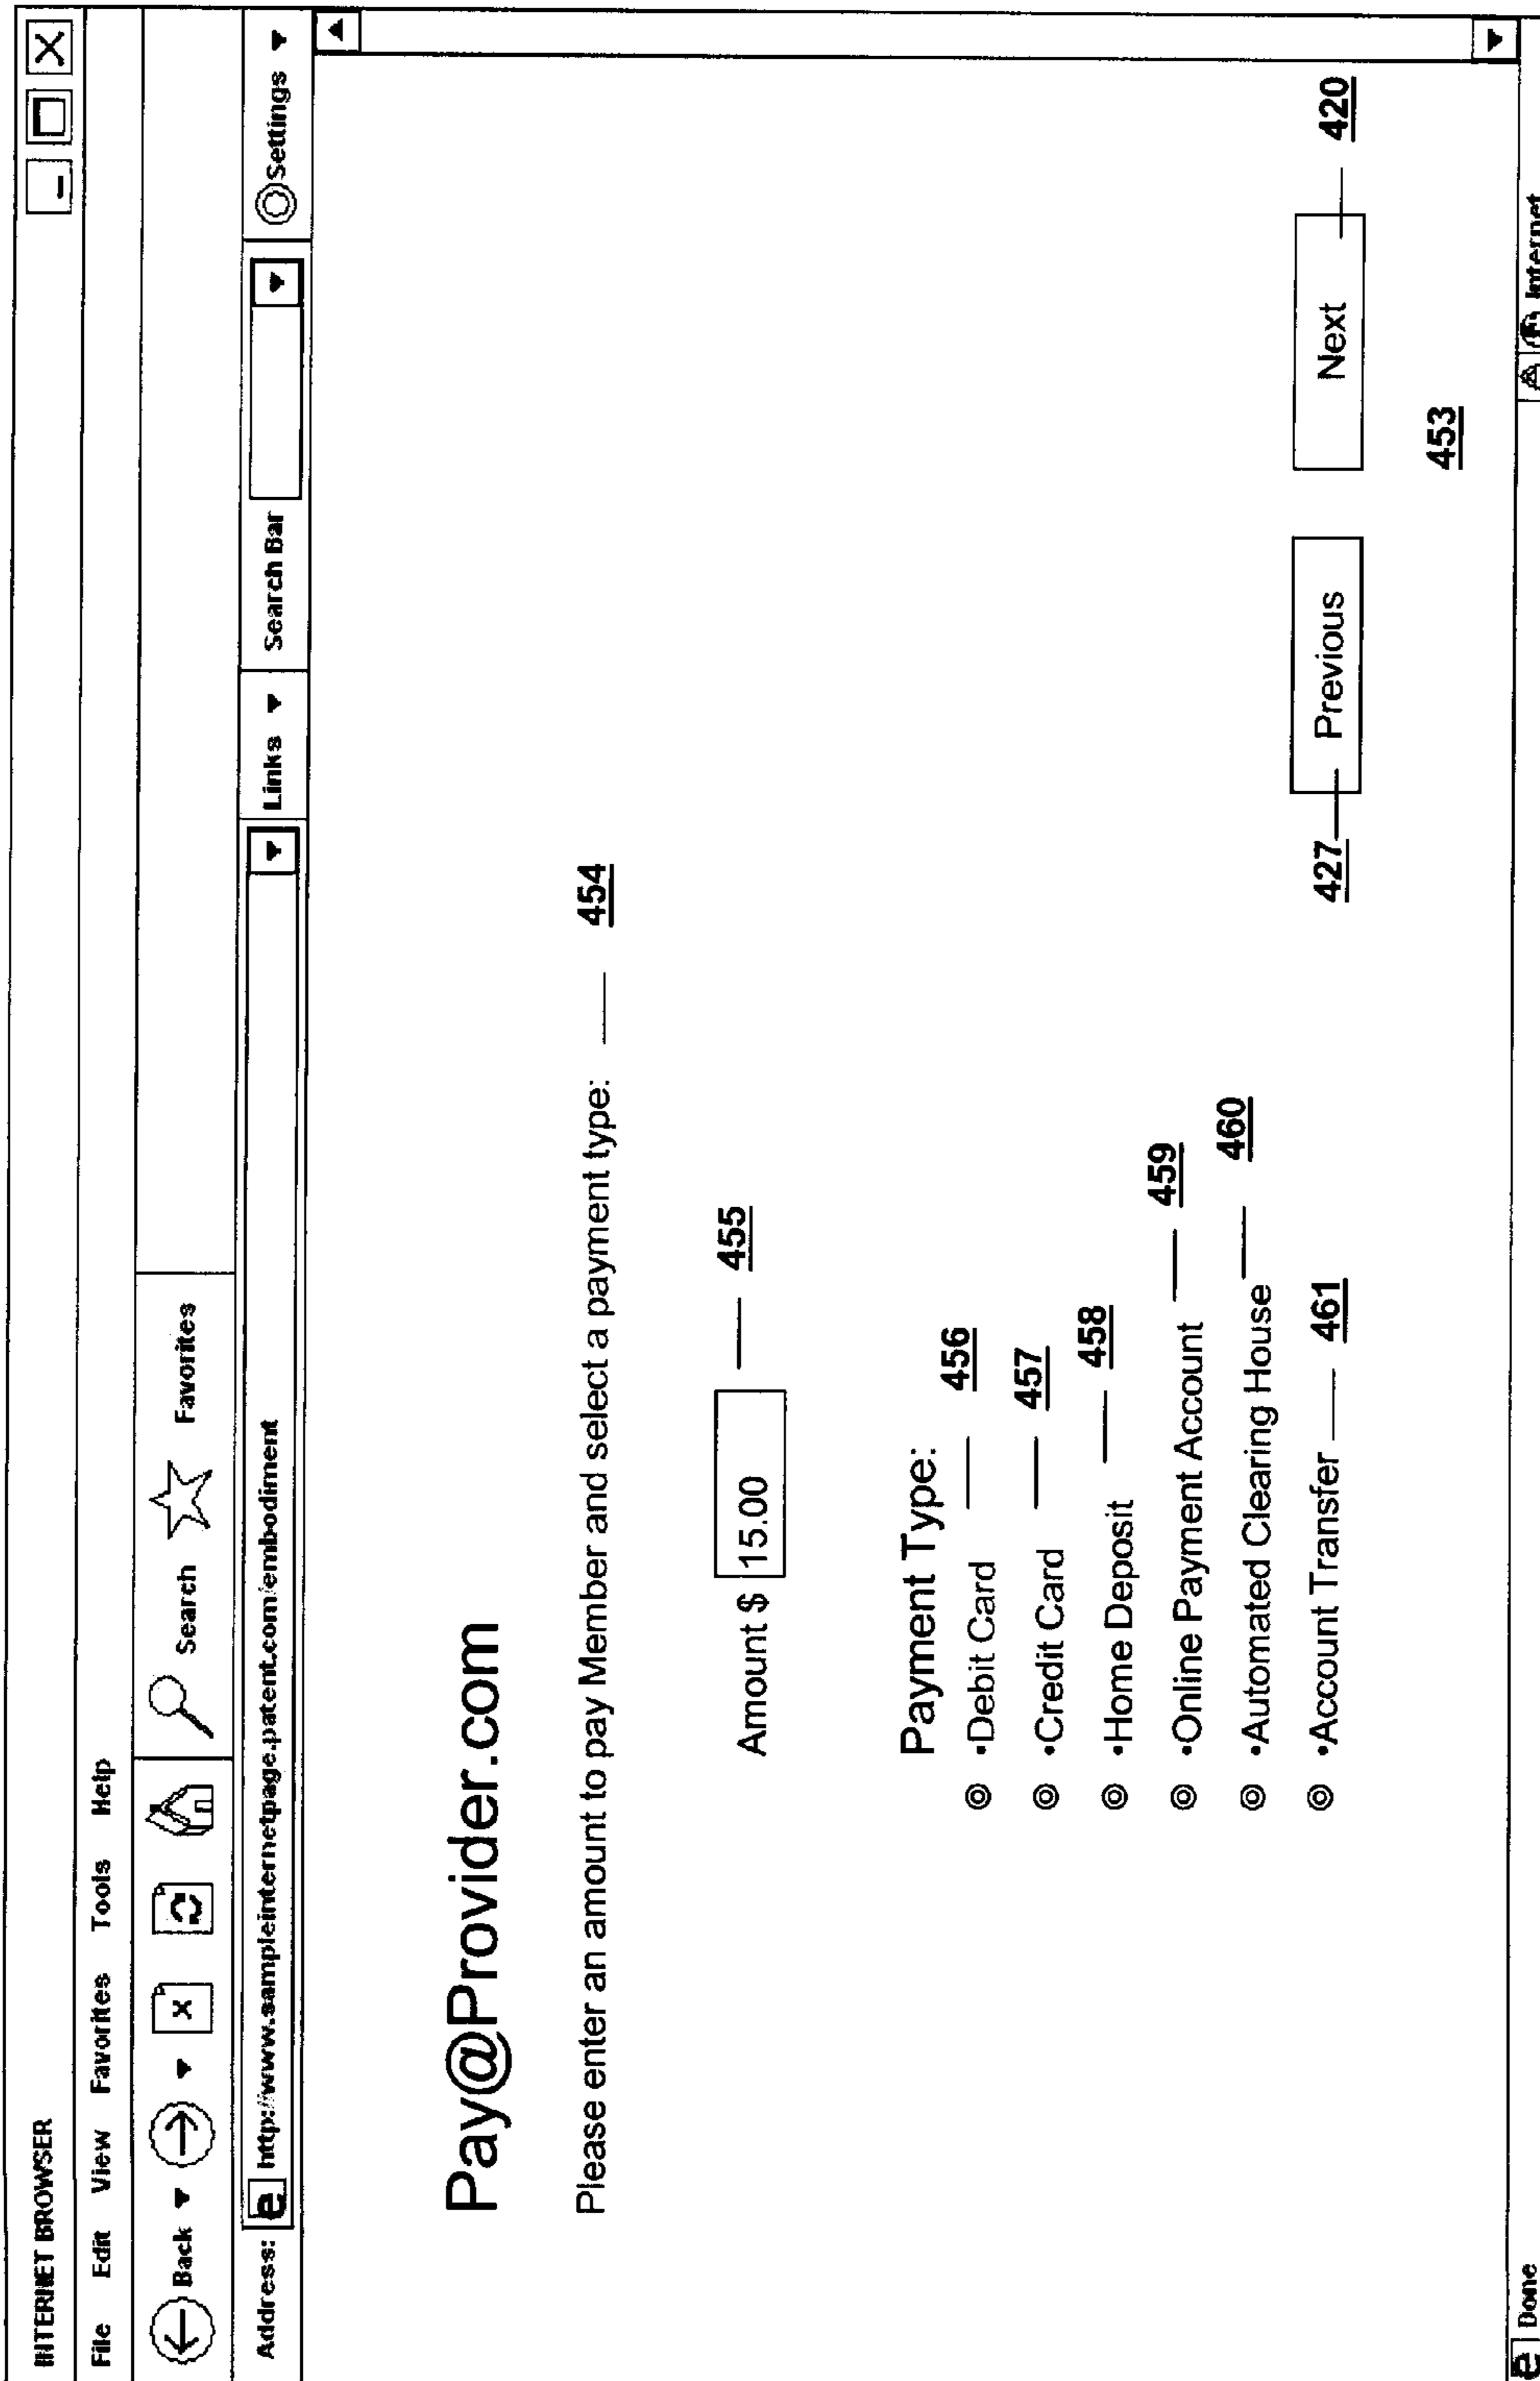 INTERNET BROWSER
File Edit View Favorites Tools Help
Back Search Favorites
Address: e http://www.sampleinternetpage.patent.com/embodiment Links Search Bar Settings
Pay@Provider.com
Please enter an amount to pay Member and select a payment type: 454
Amount $ 15.00 455
Payment Type:
•Debit Card 456
•Credit Card 457
•Home Deposit 458
•Online Payment Account 459
•Automated Clearing House 460
•Account Transfer 461
427 Previous Next 420
453
e Done Internet